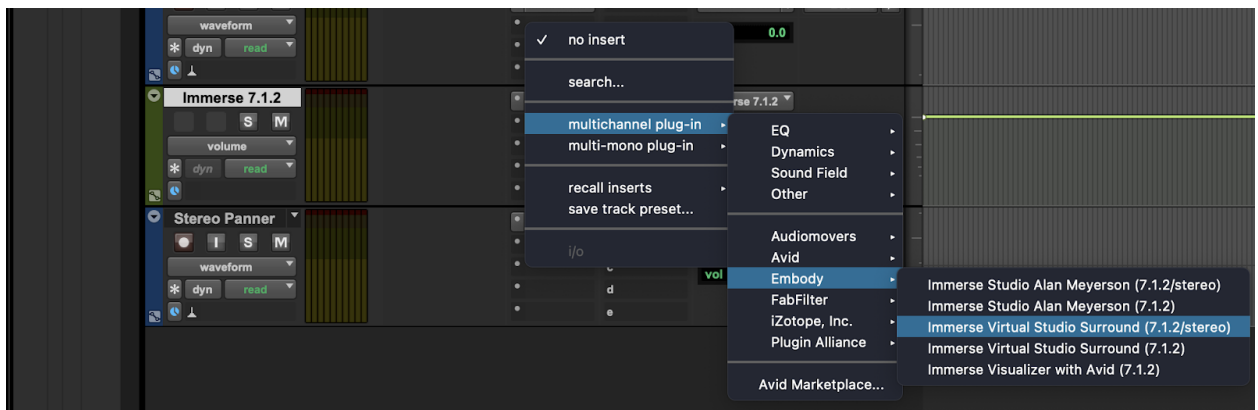 waveform
dyn read
no insert
0.0
search...
Immerse 7.1.2
rse 7.1.2
S M
multichannel plug-in
EQ
volume
multi-mono plug-in
Dynamics
dyn read
Sound Field
recall inserts
Other
save track preset...
Stereo Panner
I S M
i/o
Audiomovers
Avid
waveform
vol
Embody
dyn read
d
e
FabFilter
iZotope, Inc.
Plugin Alliance
Avid Marketplace...
Immerse Studio Alan Meyerson (7.1.2/stereo)
Immerse Studio Alan Meyerson (7.1.2)
Immerse Virtual Studio Surround (7.1.2/stereo)
Immerse Virtual Studio Surround (7.1.2)
Immerse Visualizer with Avid (7.1.2)